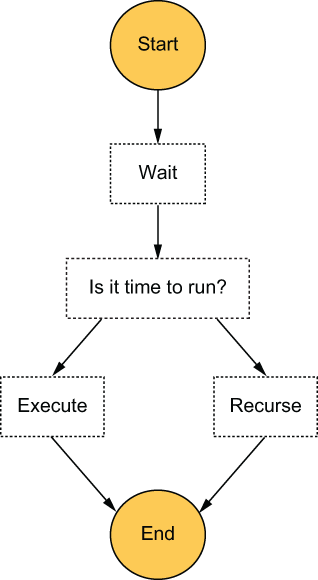 Start
Wait
Is it time to run?
Execute
Recurse
End